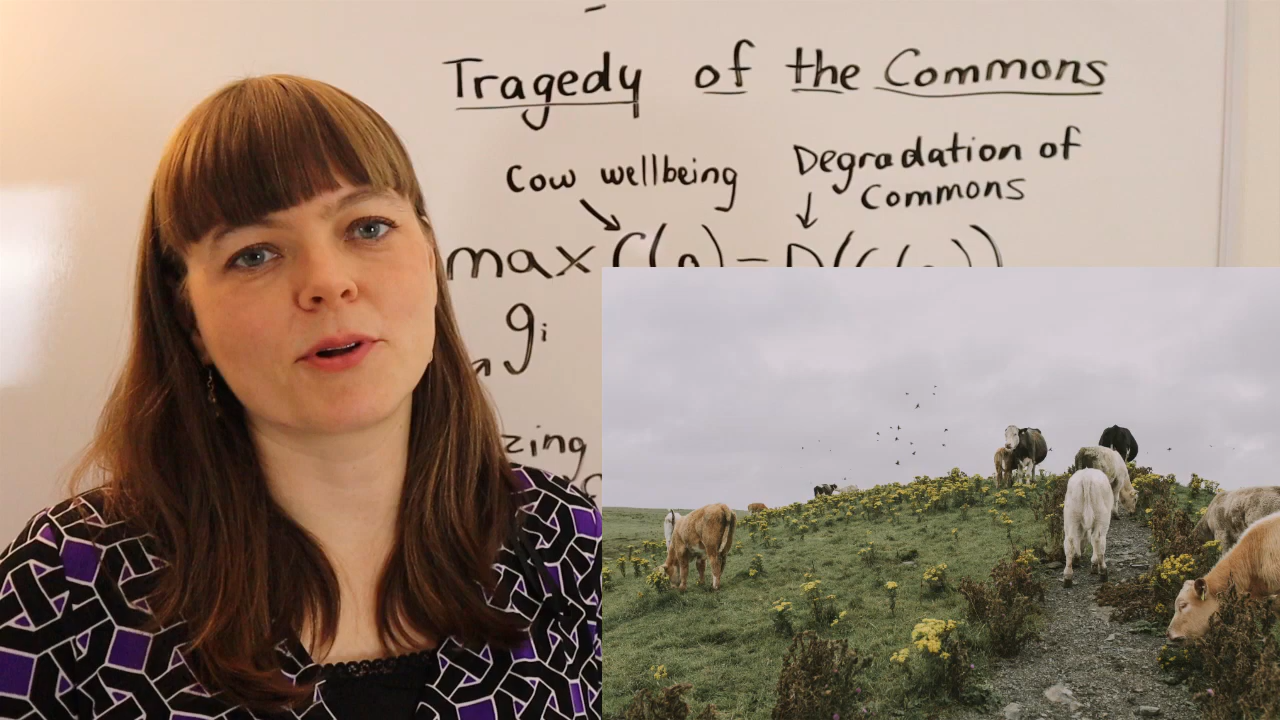 Tragedy of the Commons
Cow wellbeing
Degradation of
Commons
max
g i
zing